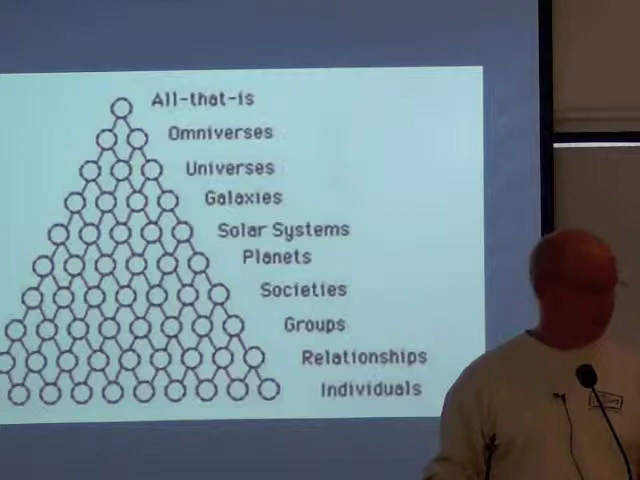 All-that-is
Omniverses
Universes
Galaxies
Solar Systems
Planets
Societies
Groups
Relationships
Individuals